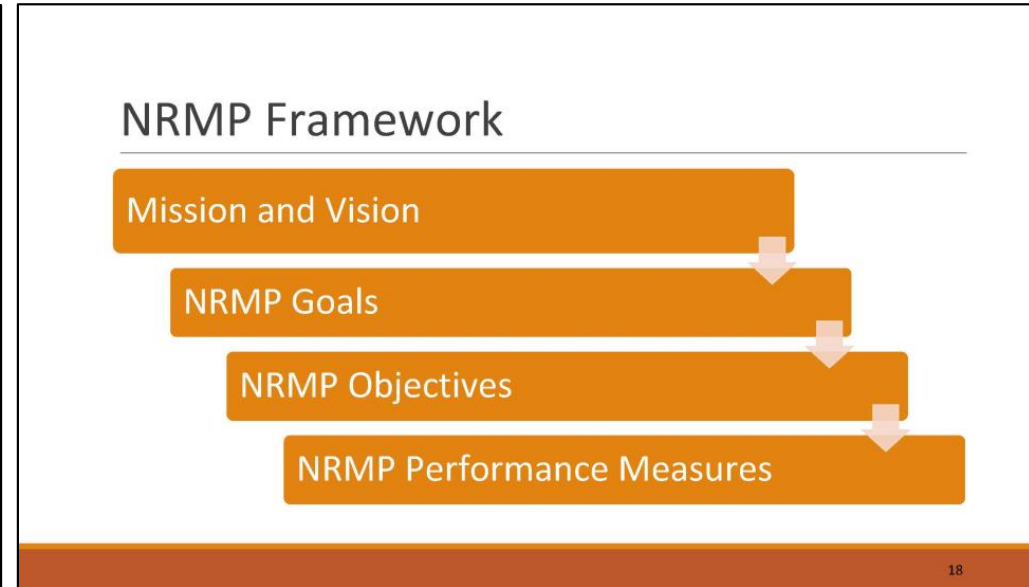 NRMP Framework
Mission and Vision
NRMP Goals
NRMP Objectives
NRMP Performance Measures
18